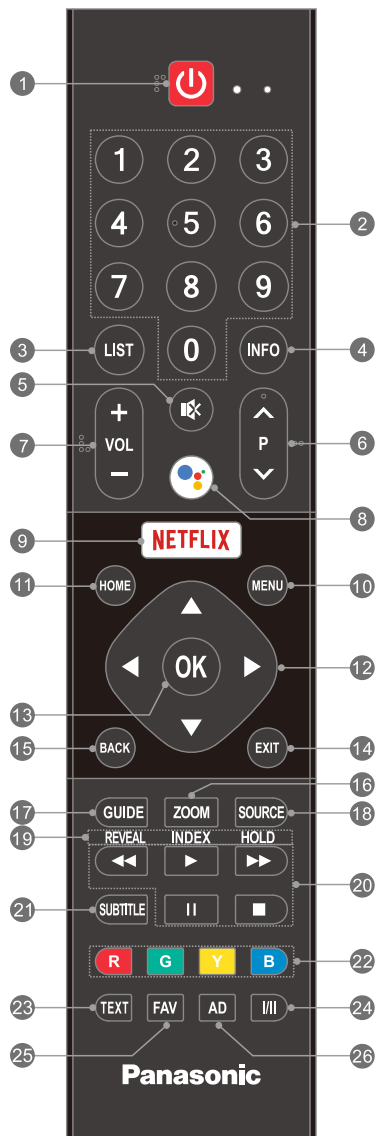 1
1 2 3
2
4 5 6
7 8 9
3 LIST 0 INFO 4
5
+ P
7 VOL 6
-
8
9 NETFLIX
11 HOME MENU 10
OK 12
13
15 BACK EXIT 14
16
17 GUIDE ZOOM SOURCE 18
19 REVEAL INDEX HOLD
20
21 SUBTITLE
R G Y B 22
23 TEXT FAV AD I/II 24
25 26
Panasonic